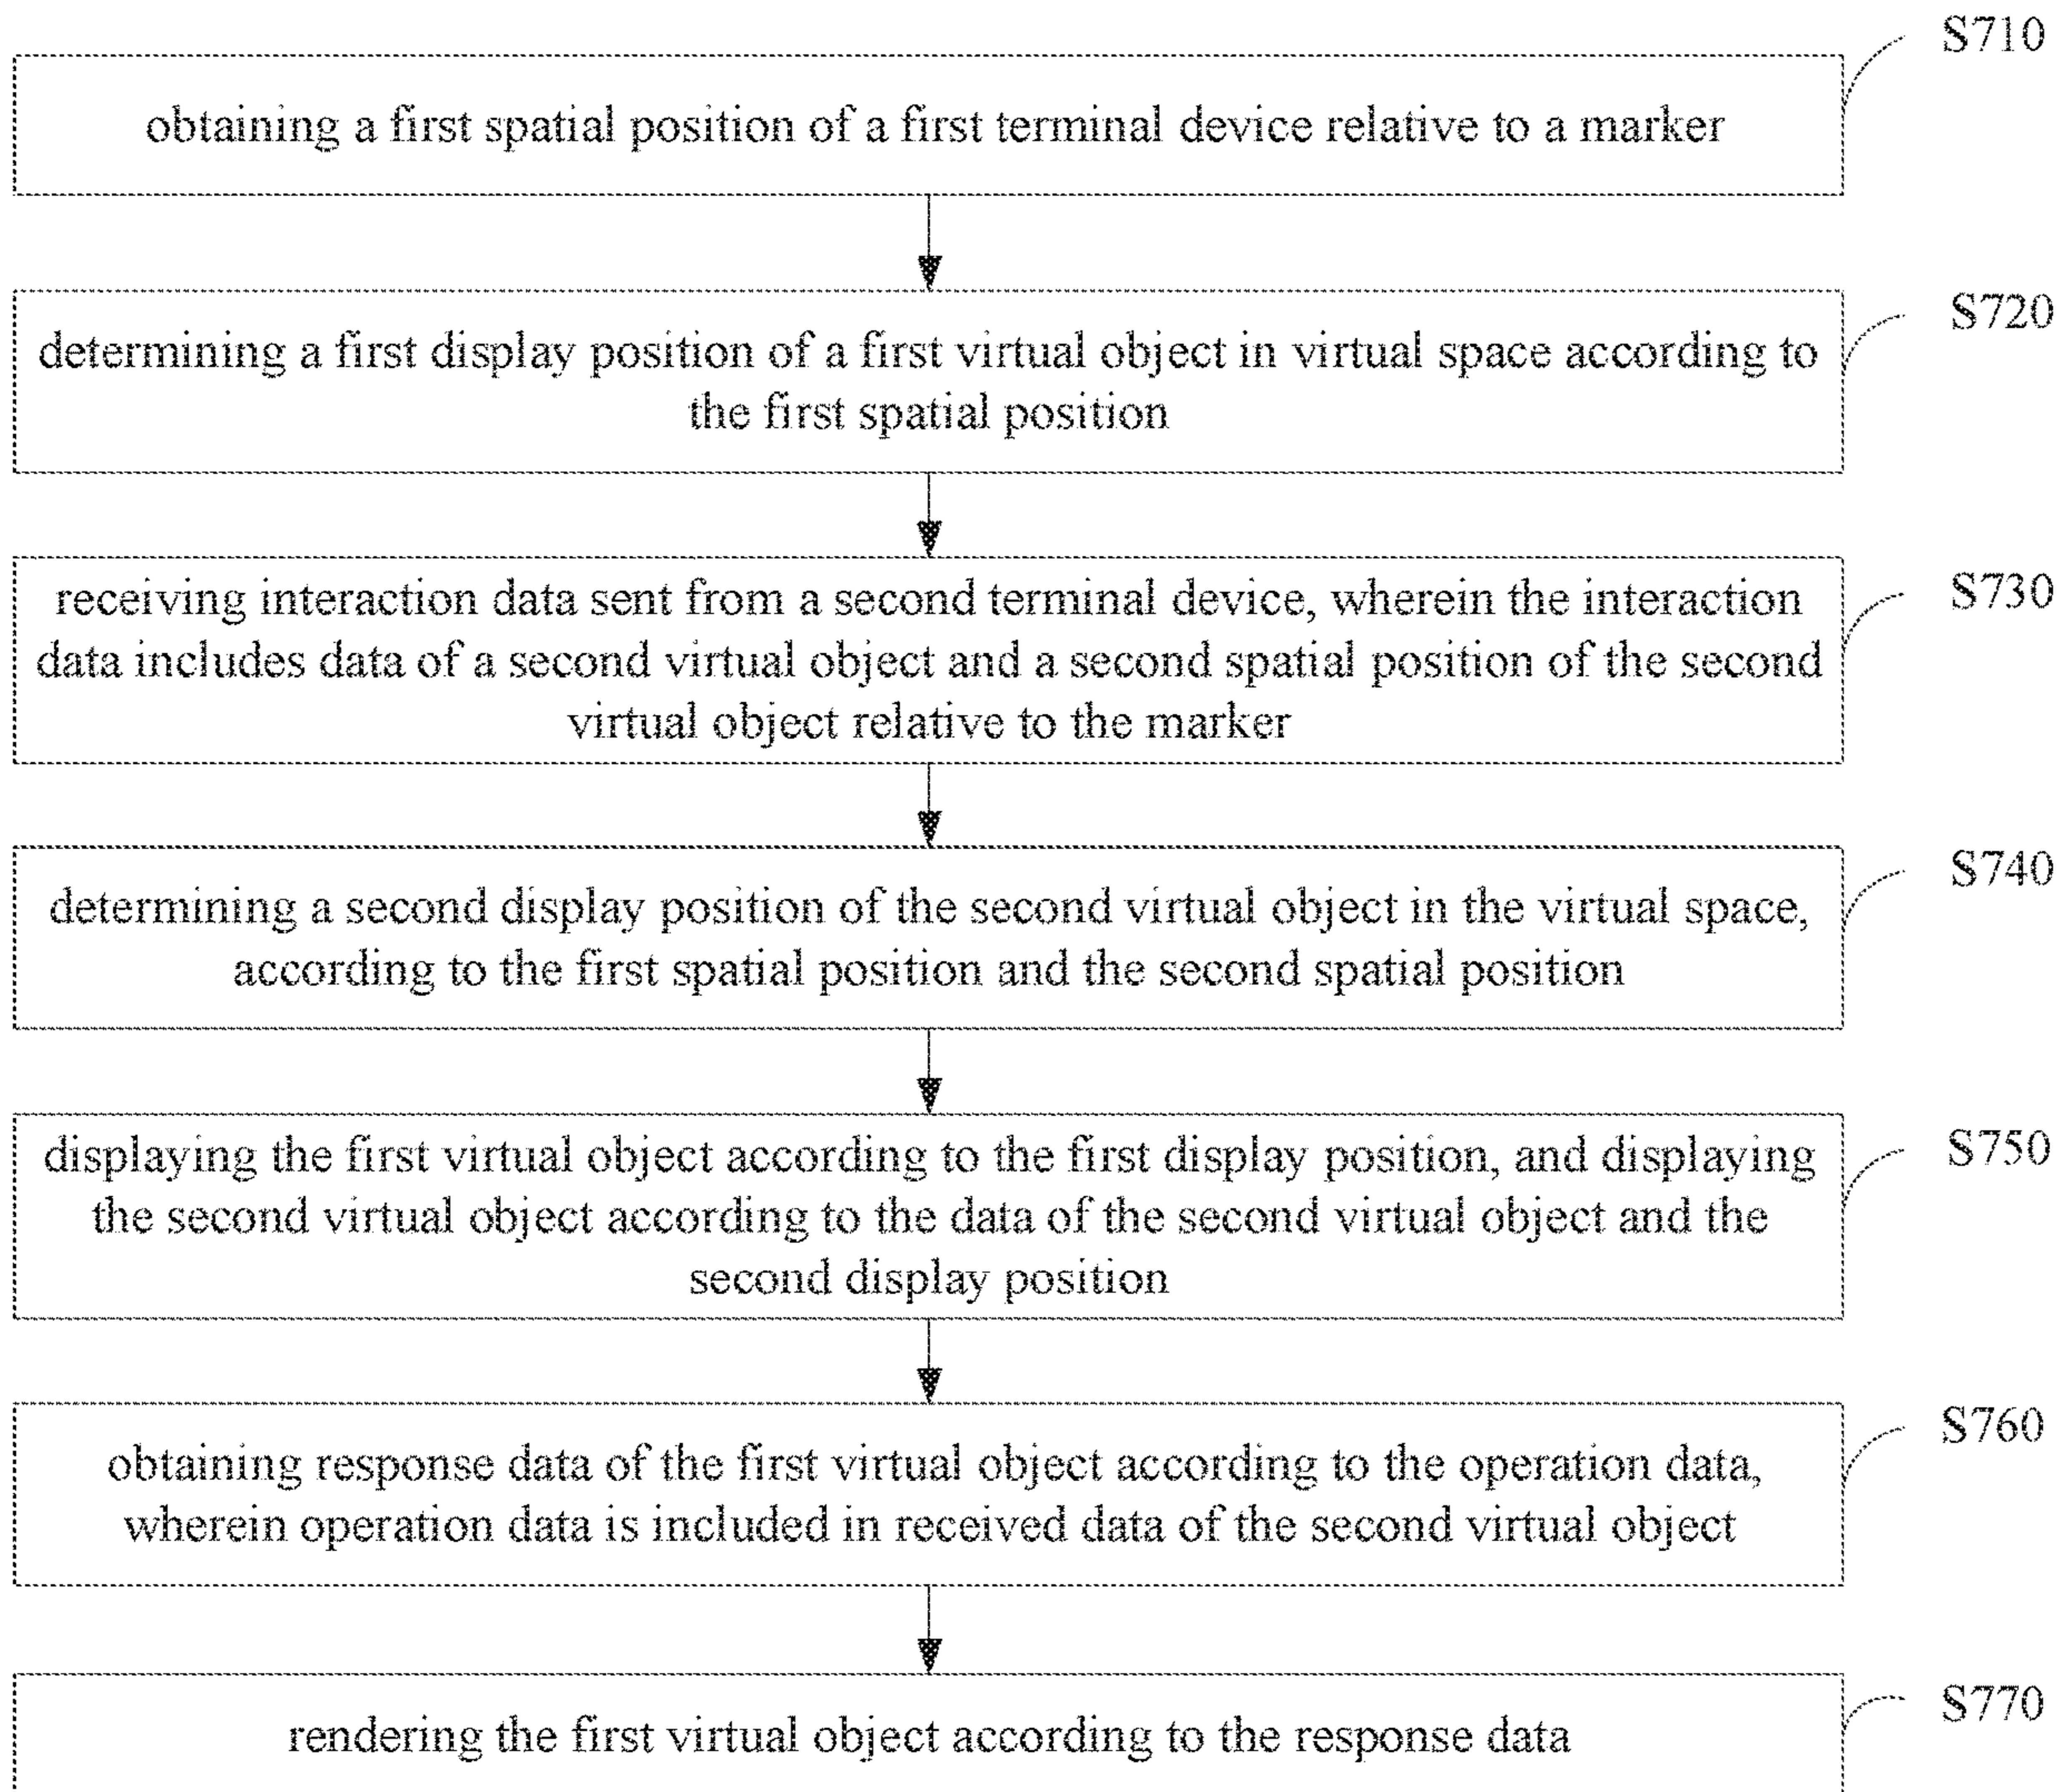 S710
obtaining a first spatial position of a first terminal device relative to a marker
S720
determining a first display position of a first virtual object in virtual space according to
the first spatial position
S730
receiving interaction data sent from a second terminal device, wherein the interaction
data includes data of a second virtual object and a second spatial position of the second
virtual object relative to the marker
S740
determining a second display position of the second virtual object in the virtual space,
according to the first spatial position and the second spatial position
S750
displaying the first virtual object according to the first display position, and displaying
the second virtual object according to the data of the second virtual object and the
second display position
S760
obtaining response data of the first virtual object according to the operation data,
wherein operation data is included in received data of the second virtual object
S770
rendering the first virtual object according to the response data